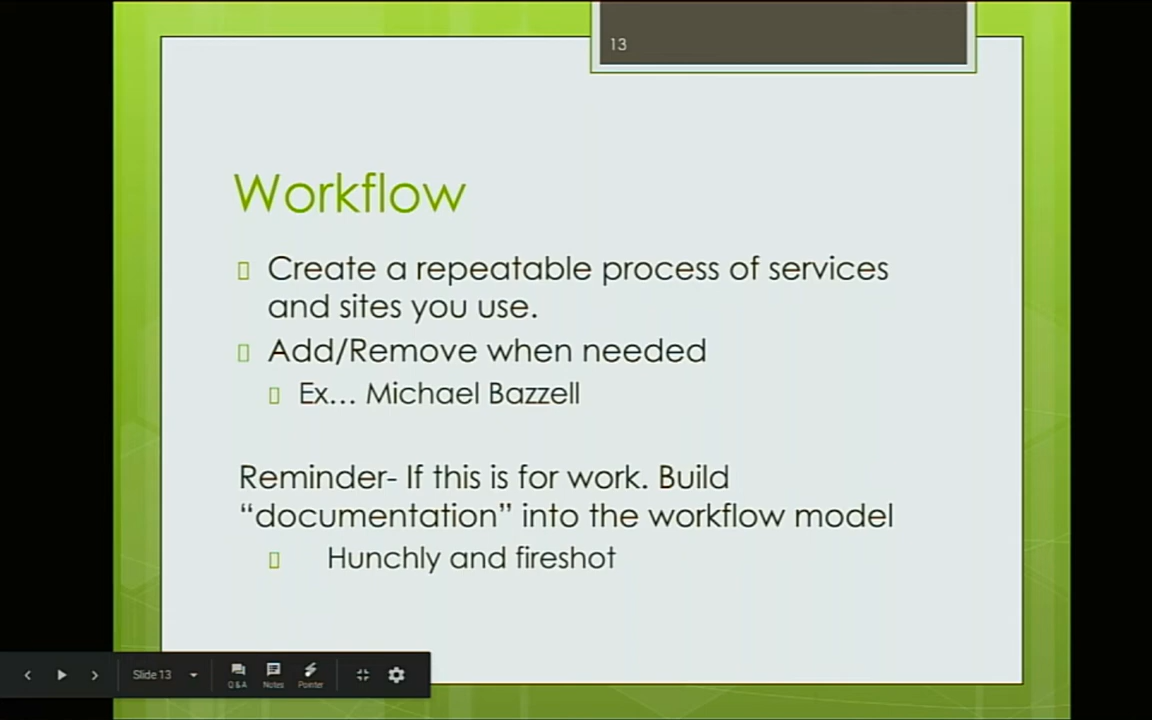 13
Workflow
Create a repeatable process of services
and sites you use.
Add/Remove when needed
Ex... Michael Bazzell
Reminder- If this is for work. Build
“documentation” into the workflow model
Hunchly and fireshot
Slide 13
Q&A Notes Pointer